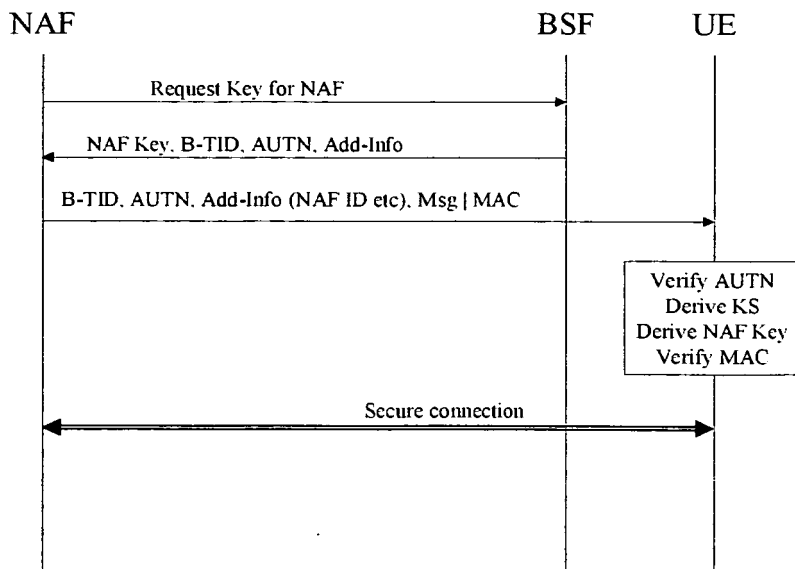 NAF BSF UE
Request Key for NAF
NAF Key, B-TID, AUTN, Add-Info
B-TID, AUTN, Add-Info (NAF ID etc), Msg | MAC
Verify AUTN
Derive KS
Derive NAF Key
Verify MAC
Secure connection